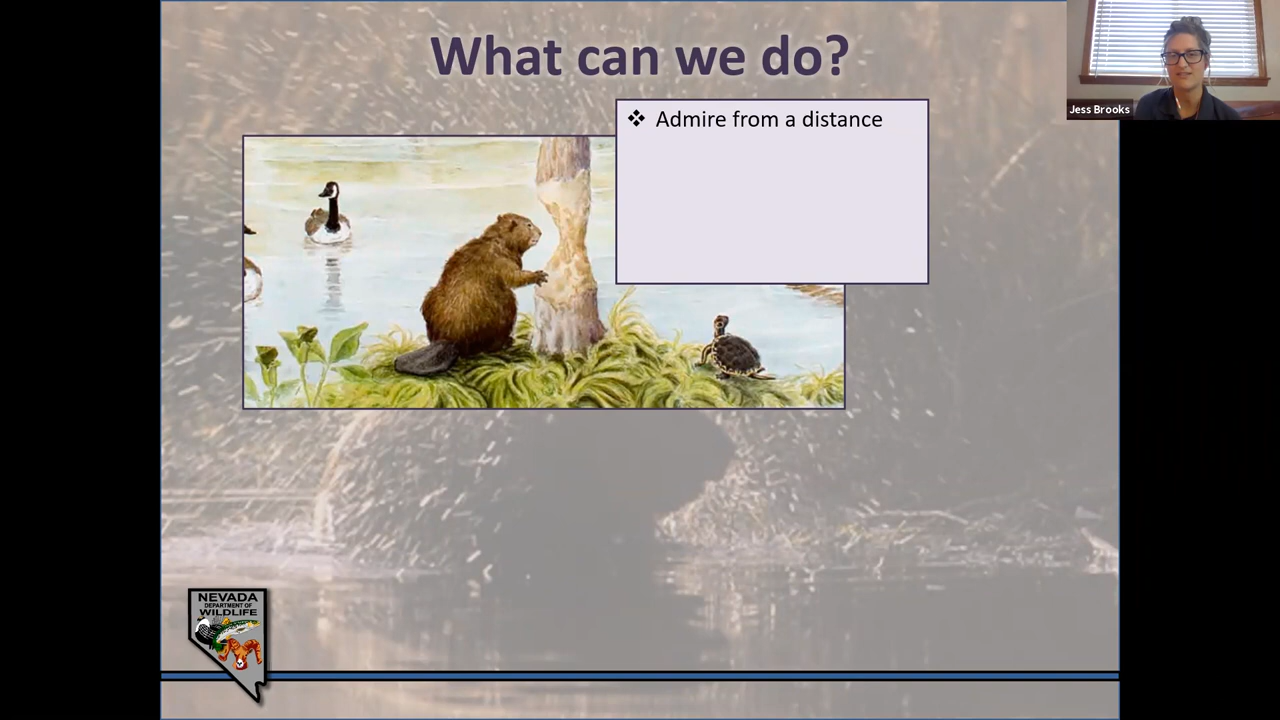 What can we do?
❖ Admire from a distance
Jess Brooks
NEVADA
DEPARTMENT OF
WILDLIFE